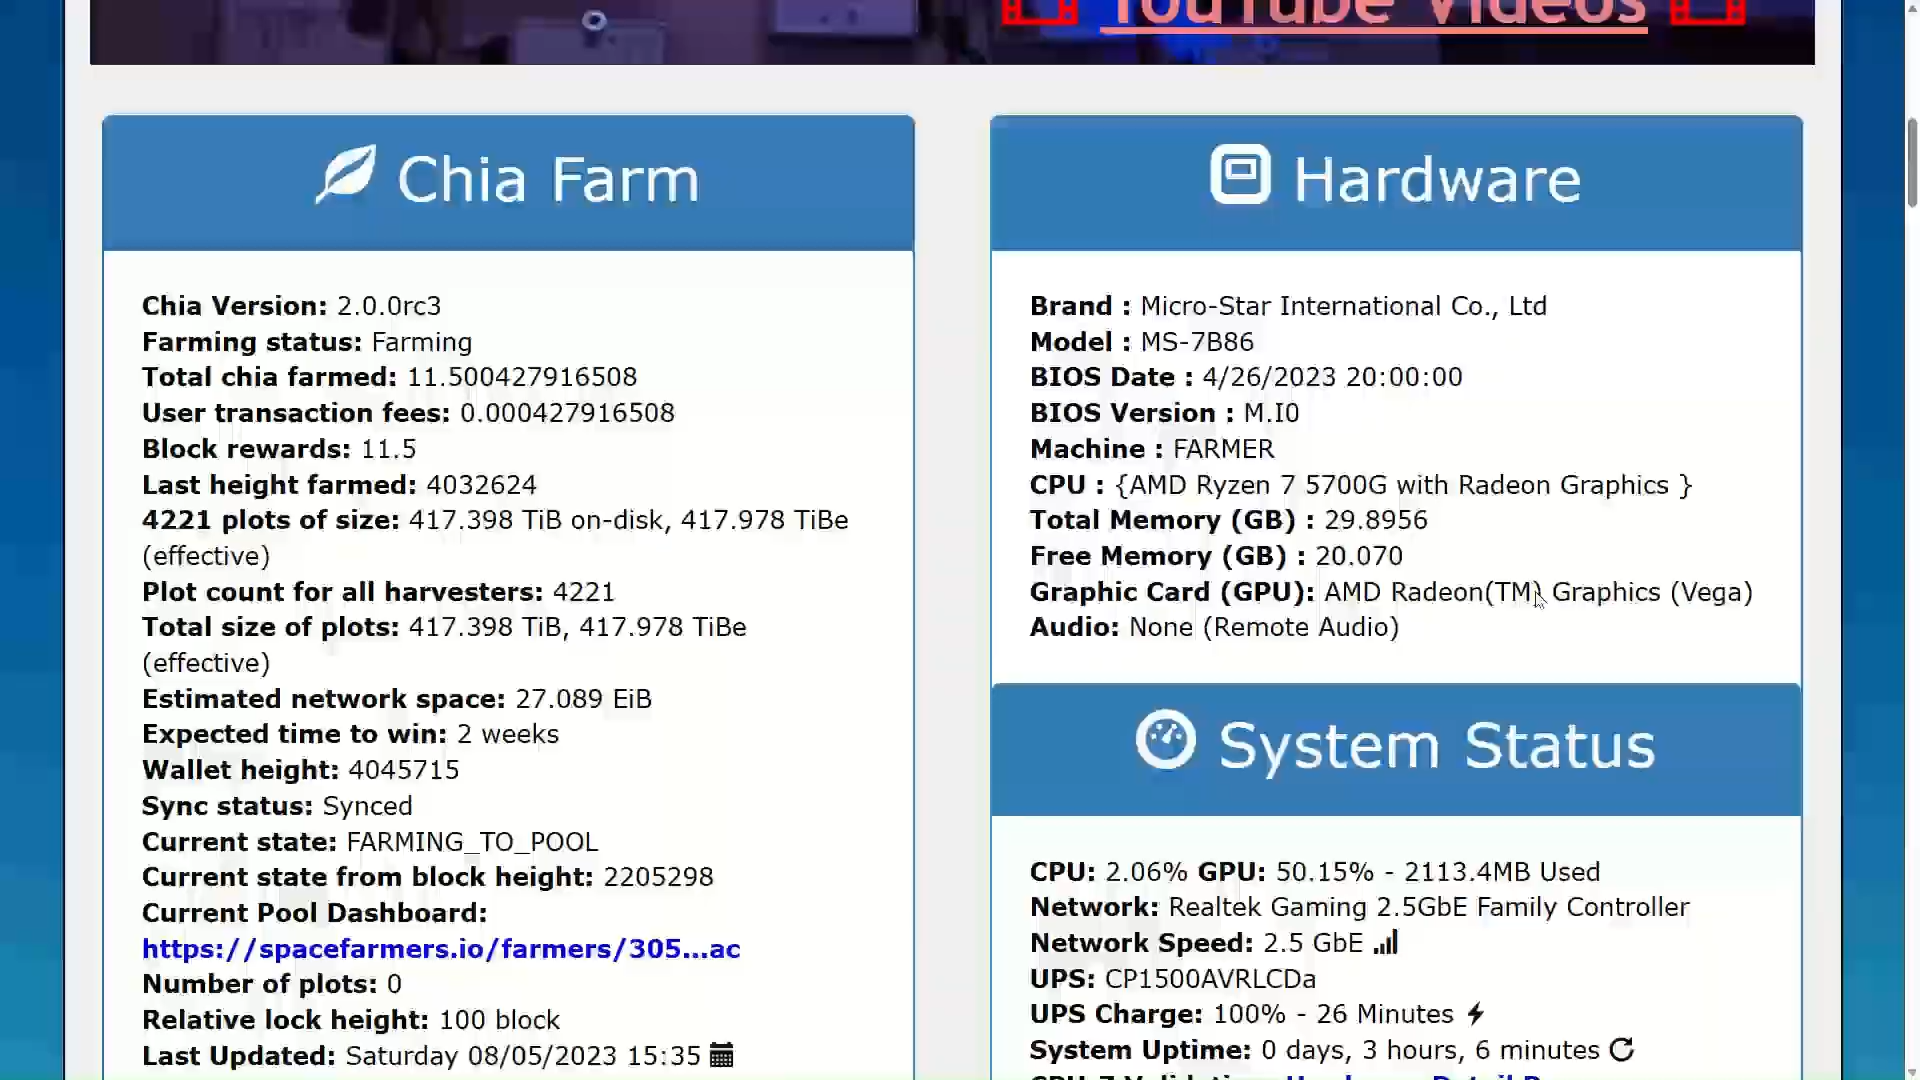 YouTube Videos
Chia Farm
Chia Version: 2.0.0rc3
Farming status: Farming
Total chia farmed: 11.500427916508
User transaction fees: 0.000427916508
Block rewards: 11.5
Last height farmed: 4032624
4221 plots of size: 417.398 TiB on-disk, 417.978 TiBe
(effective)
Plot count for all harvesters: 4221
Total size of plots: 417.398 TiB, 417.978 TiBe
(effective)
Estimated network space: 27.089 EiB
Expected time to win: 2 weeks
Wallet height: 4045715
Sync status: Synced
Current state: FARMING_TO_POOL
Current state from block height: 2205298
Current Pool Dashboard:
https://spacefarmers.io/farmers/305...ac
Number of plots: 0
Relative lock height: 100 block
Last Updated: Saturday 08/05/2023 15:35
Hardware
Brand : Micro-Star International Co., Ltd
Model : MS-7B86
BIOS Date : 4/26/2023 20:00:00
BIOS Version : M.I0
Machine : FARMER
CPU : {AMD Ryzen 7 5700G with Radeon Graphics }
Total Memory (GB) : 29.8956
Free Memory (GB) : 20.070
Graphic Card (GPU): AMD Radeon(TM) Graphics (Vega)
Audio: None (Remote Audio)
System Status
CPU: 2.06% GPU: 50.15% - 2113.4MB Used
Network: Realtek Gaming 2.5GbE Family Controller
Network Speed: 2.5 GbE
UPS: CP1500AVRLCDa
UPS Charge: 100% - 26 Minutes
System Uptime: 0 days, 3 hours, 6 minutes